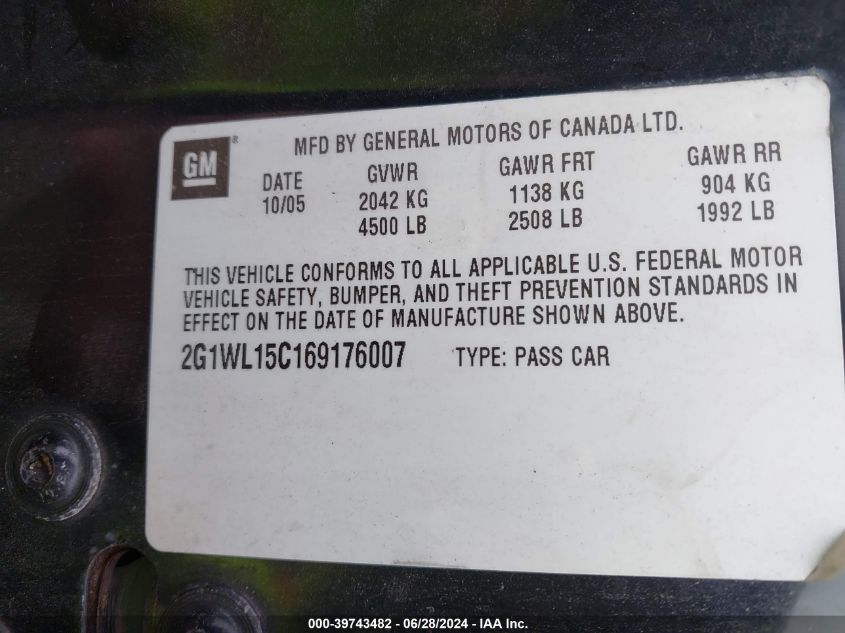 GM®
MFD BY GENERAL MOTORS OF CANADA LTD.
DATE GVWR GAWR FRT GAWR RR
10/05 2042 KG 1138 KG 904 KG
4500 LB 2508 LB 1992 LB
THIS VEHICLE CONFORMS TO ALL APPLICABLE U.S. FEDERAL MOTOR
VEHICLE SAFETY, BUMPER, AND THEFT PREVENTION STANDARDS IN
EFFECT ON THE DATE OF MANUFACTURE SHOWN ABOVE.
2G1WL15C169176007 TYPE: PASS CAR
000-39743482 - 06/28/2024 - IAA Inc.